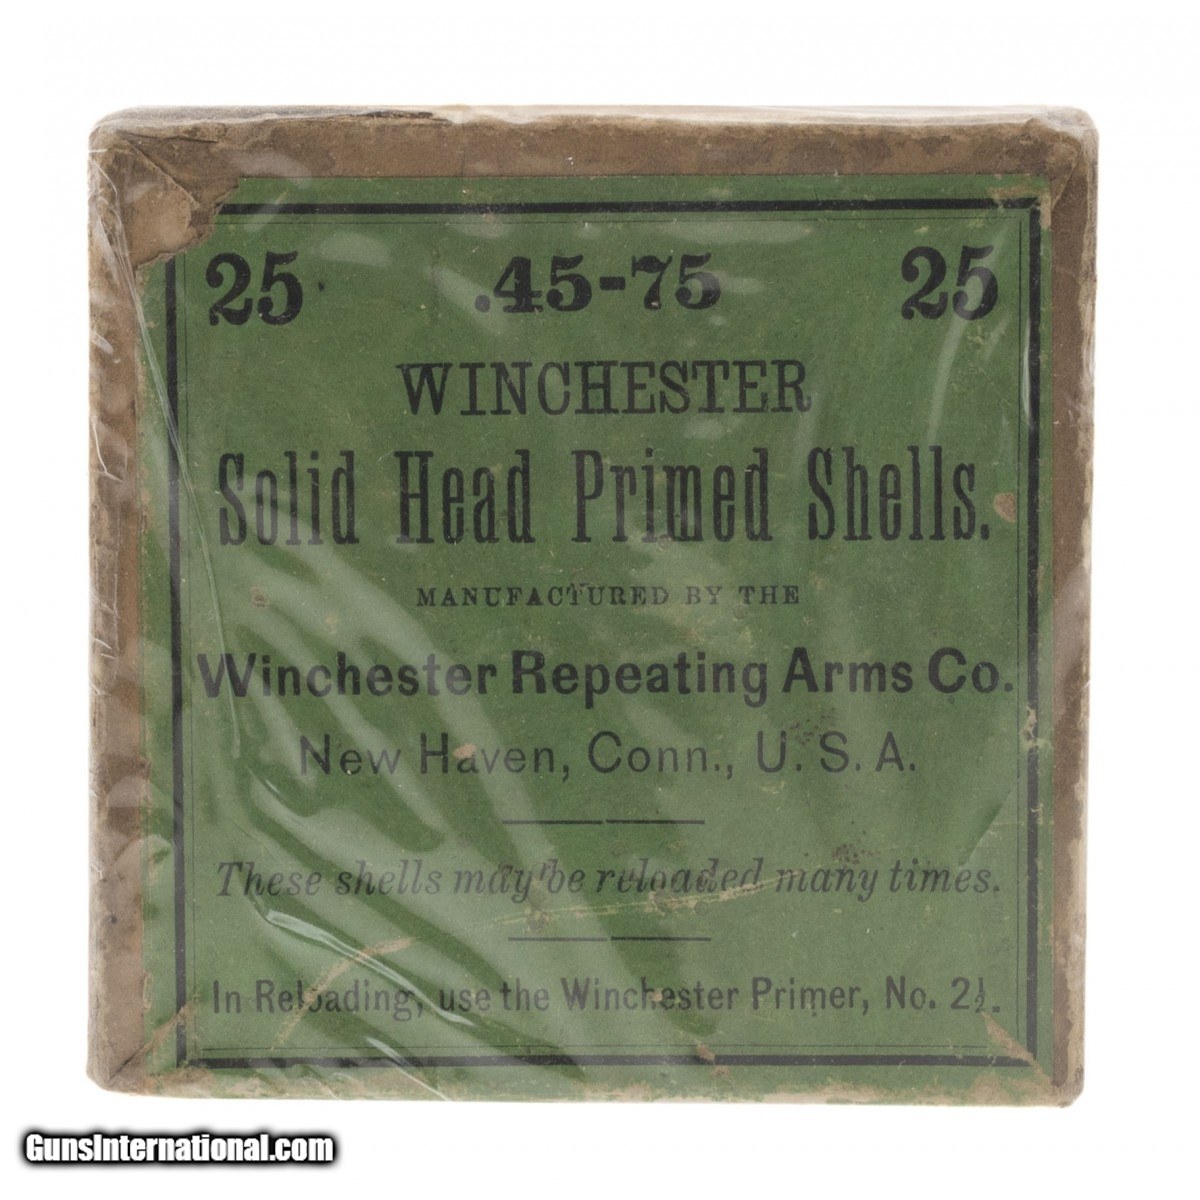 25 .45-75 25
WINCHESTER
Solid Head Primed Shells.
MANUFACTURED BY THE
Winchester Repeating Arms Co.
New Haven, Conn., U. S. A.
These shells may be reloaded many times.
In Reloading, use the Winchester Primer, No. 2½.
GunsInternational.com